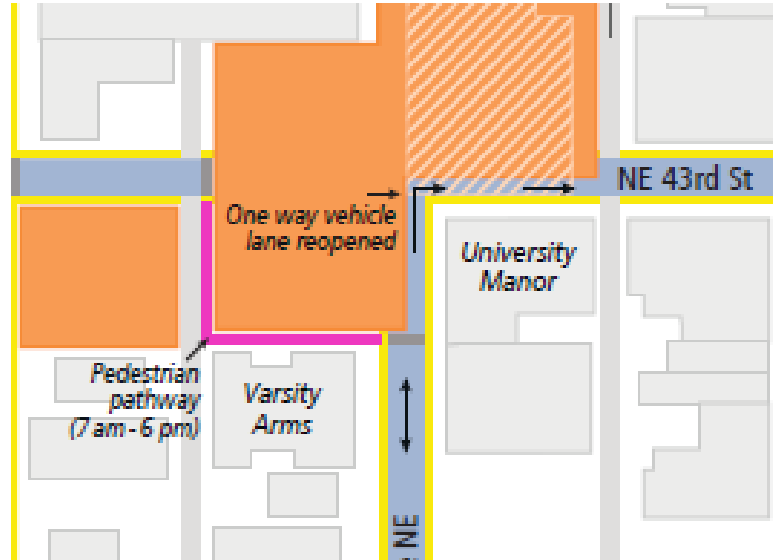 NE 43rd St
One way vehicle
lane reopened
University
Manor
Pedestrian
pathway
(7 am - 6 pm)
Varsity
Arms
NE